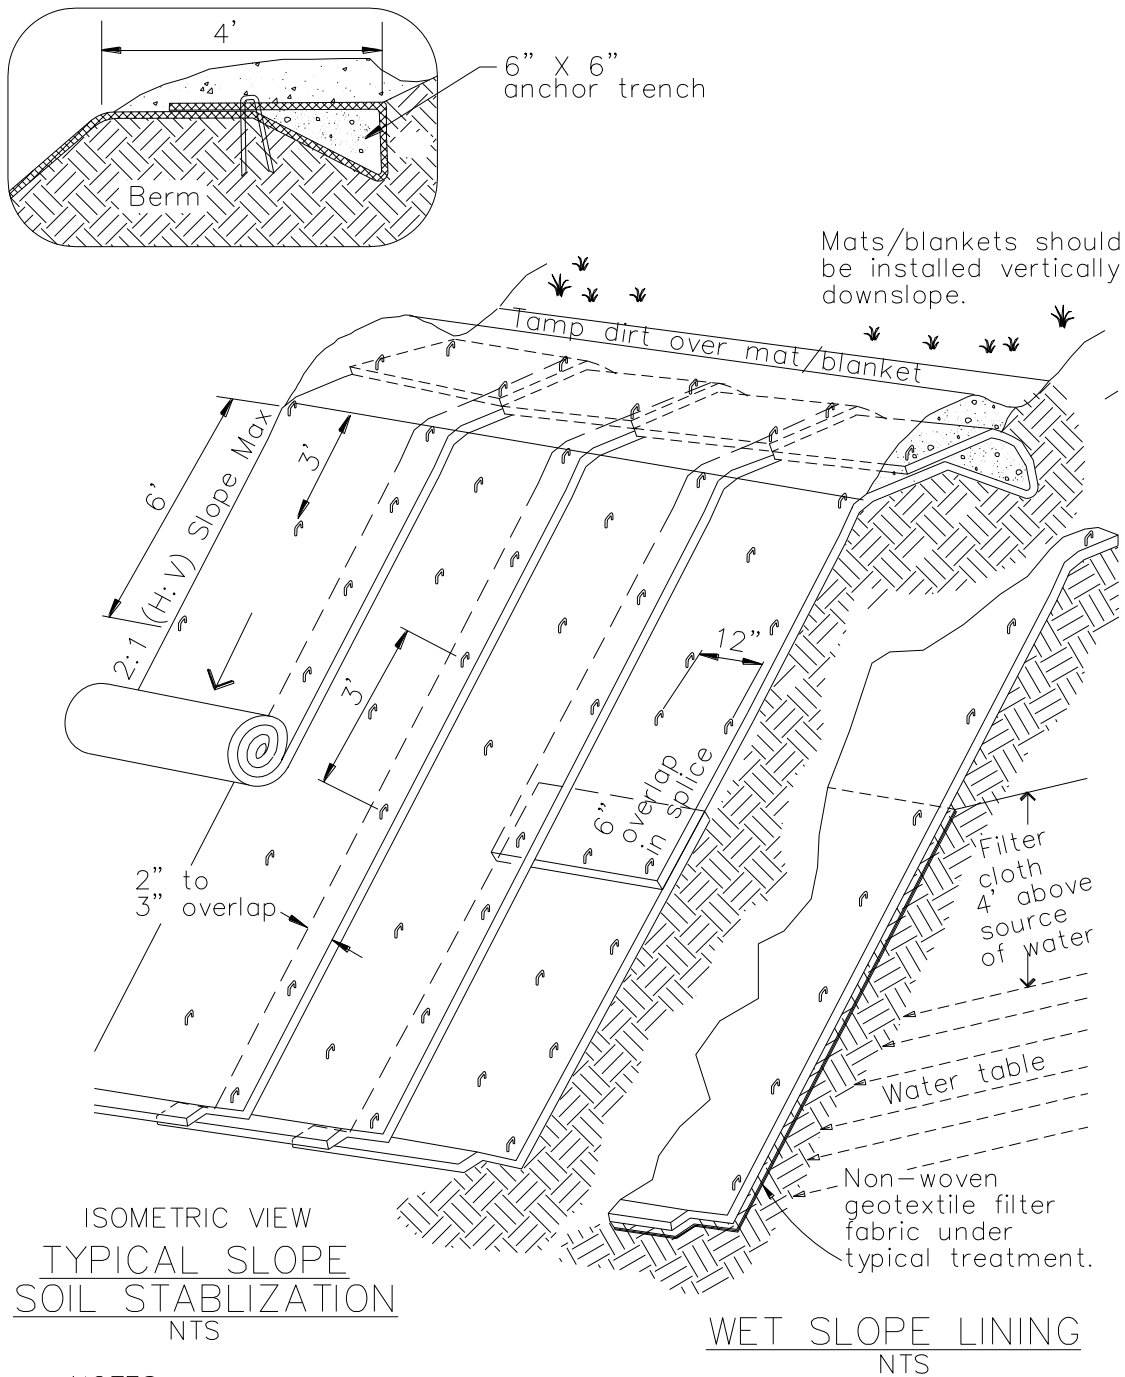 4'
6" X 6"
anchor trench
Berm
Mats/blankets should
be installed vertically
downslope.
Tamp dirt over mat/blanket
6'
2:1 (H:V) Slope Max
3'
12"
3'
6"
overlap
in splice
2" to
3" overlap
Filter
cloth
4' above
source
of water
Water table
Non-woven
geotextile filter
fabric under
typical treatment.
ISOMETRIC VIEW
TYPICAL SLOPE
SOIL STABLIZATION
NTS
WET SLOPE LINING
NTS